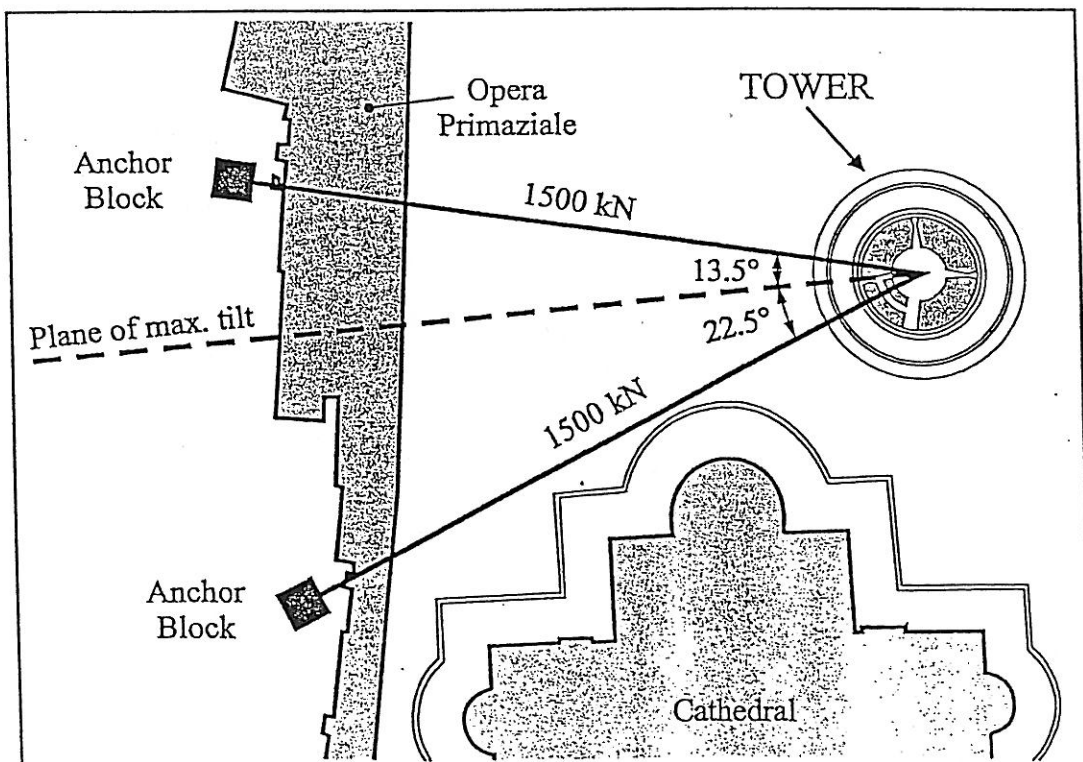 TOWER
Opera
Primaziale
Anchor
Block
1500 kN
13.5°
Plane of max. tilt
22.5°
1500 kN
Anchor
Block
Cathedral